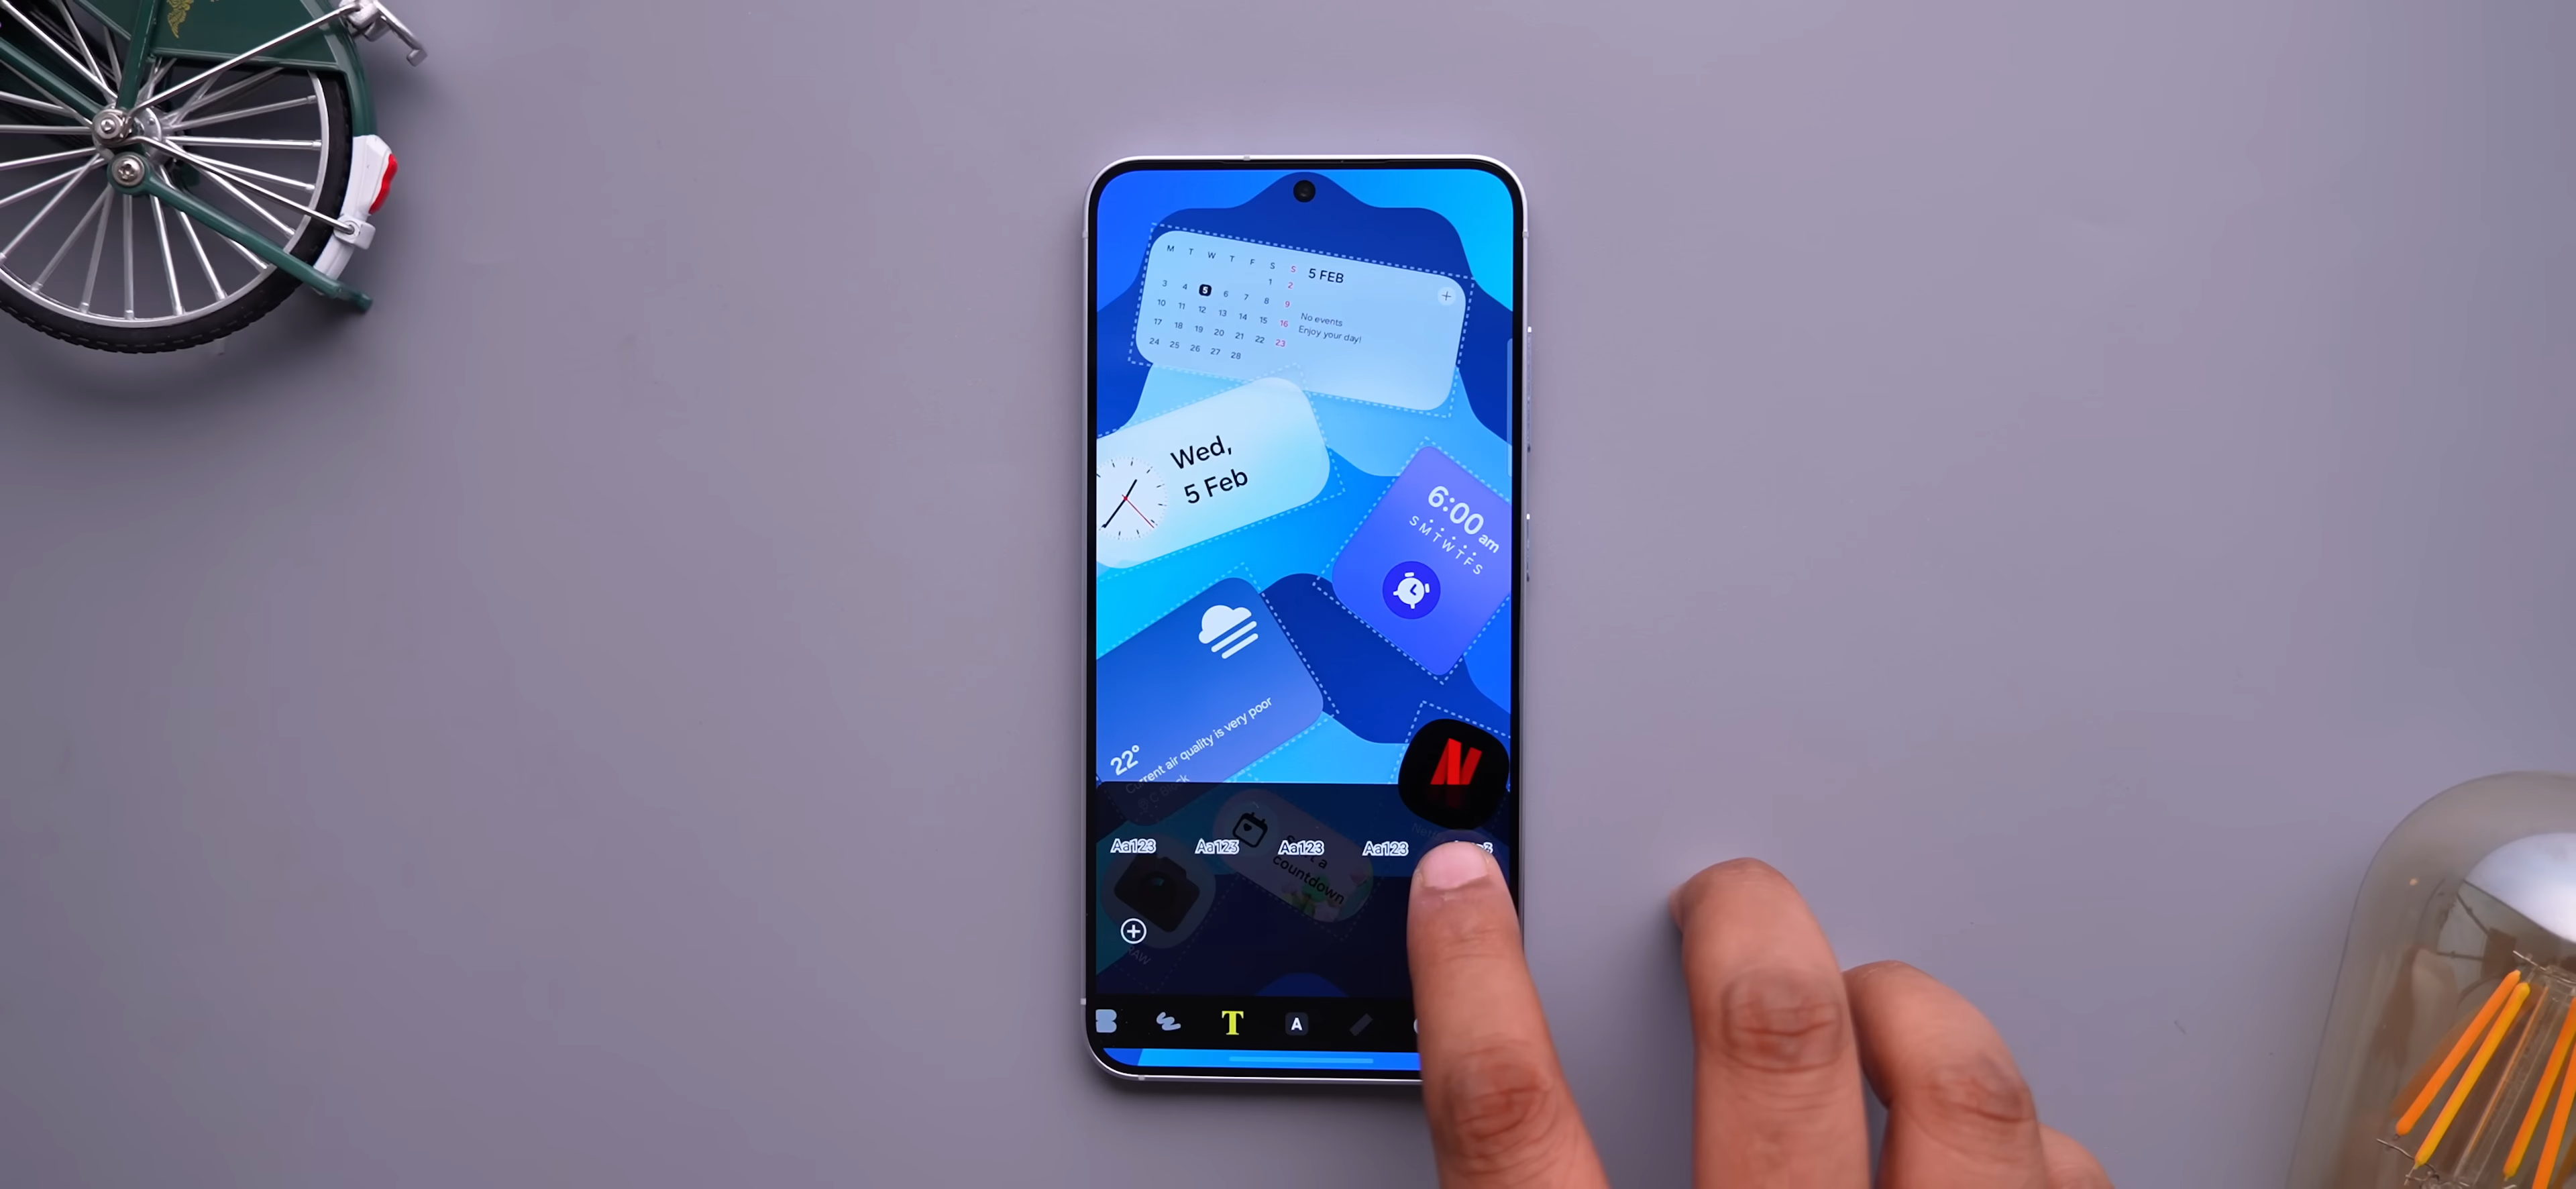 M T W T F S S
1 2
3 4 5 6 7 8 9
10 11 12 13 14 15 16
17 18 19 20 21 22 23
24 25 26 27 28
5 FEB
+
No events
Enjoy your day!
Wed,
5 Feb
6:00 am
S M T W T F S
22°
Current air quality is very poor
N
countdown
Aa123 Aa123 Aa123 Aa123
T A